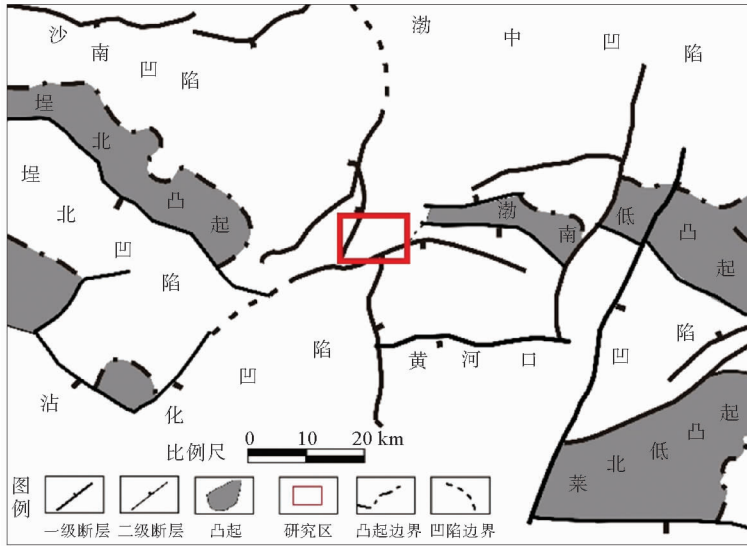 沙南凹陷
渤中凹陷
埕北凸起
埕北凹陷
渤南低凸起
沾化凹陷
黄河口凹陷
莱北低凸起
比例尺
0 10 20 km
图例
一级断层 二级断层 凸起 研究区 凸起边界 凹陷边界